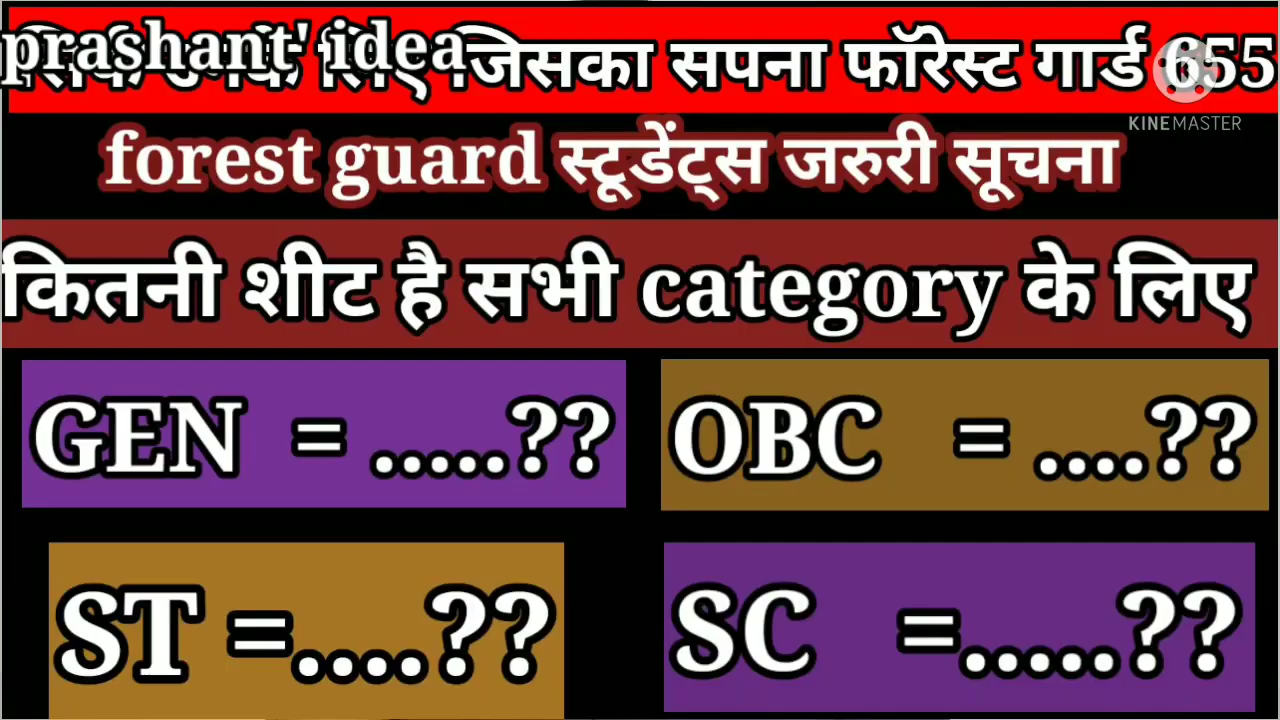 prashant' idea
लिए जिसका सपना फॉरेस्ट गार्ड 655
KINEMASTER
forest guard स्टूडेंट्स जरुरी सूचना
कितनी शीट है सभी category के लिए
GEN = .....??
OBC = ....??
ST =....??
SC =.....??